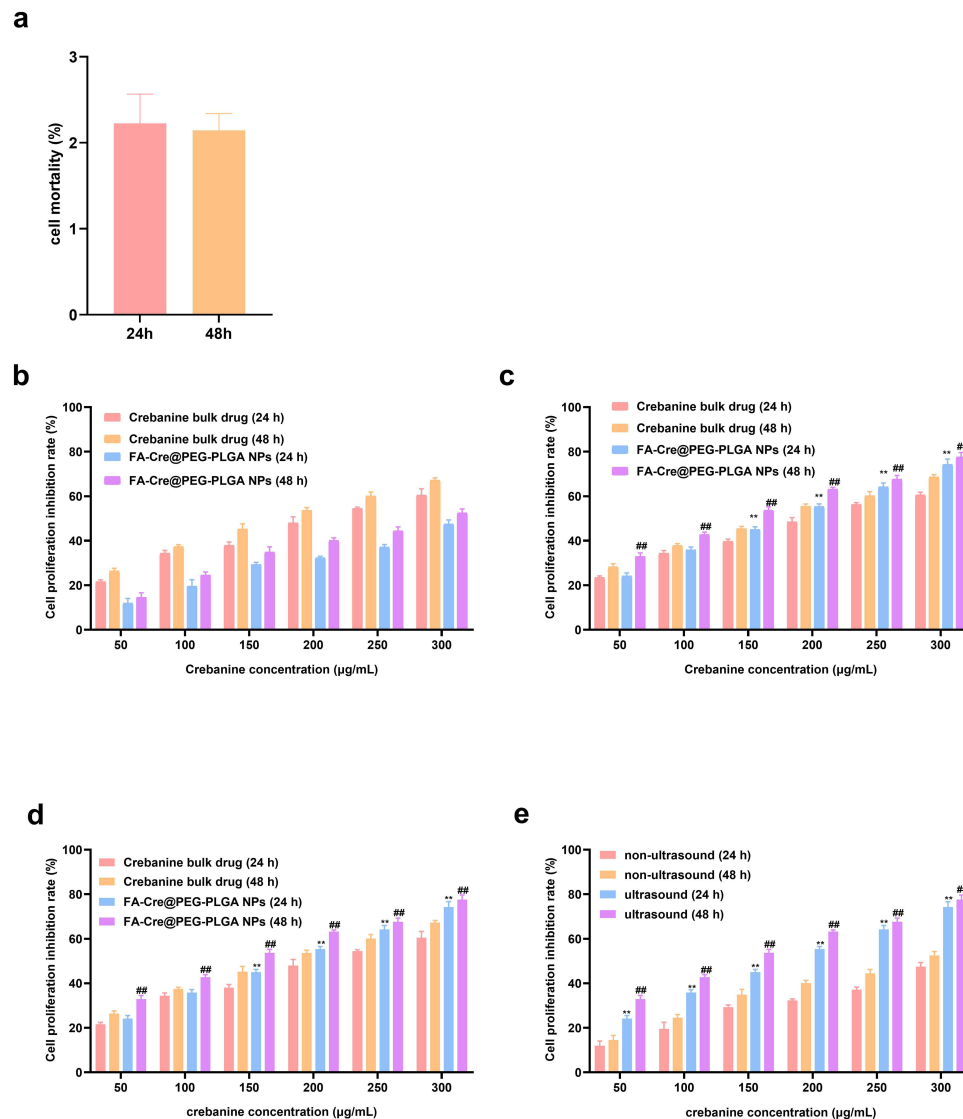 a
cell mortality (%)
3
2
1
0
24h
48h
b
Cell proliferation inhibition rate (%)
100
80
60
40
20
0
Crebanine bulk drug (24 h)
Crebanine bulk drug (48 h)
FA-Cre@PEG-PLGA NPs (24 h)
FA-Cre@PEG-PLGA NPs (48 h)
50 100 150 200 250 300
Crebanine concentration (μg/mL)
c
Cell proliferation inhibition rate (%)
100
80
60
40
20
0
Crebanine bulk drug (24 h)
Crebanine bulk drug (48 h)
FA-Cre@PEG-PLGA NPs (24 h)
FA-Cre@PEG-PLGA NPs (48 h)
## ## ** ## ** ## ** ## ** #
50 100 150 200 250 300
Crebanine concentration (μg/mL)
d
Cell proliferation inhibition rate (%)
100
80
60
40
20
0
Crebanine bulk drug (24 h)
Crebanine bulk drug (48 h)
FA-Cre@PEG-PLGA NPs (24 h)
FA-Cre@PEG-PLGA NPs (48 h)
## ## ** ## ** ## ** ## ** ##
50 100 150 200 250 300
crebanine concentration (μg/mL)
e
Cell proliferation inhibition rate (%)
100
80
60
40
20
0
non-ultrasound (24 h)
non-ultrasound (48 h)
ultrasound (24 h)
ultrasound (48 h)
** ## ** ## ** ## ** ## ** ## ** #
50 100 150 200 250 300
crebanine concentration (μg/mL)